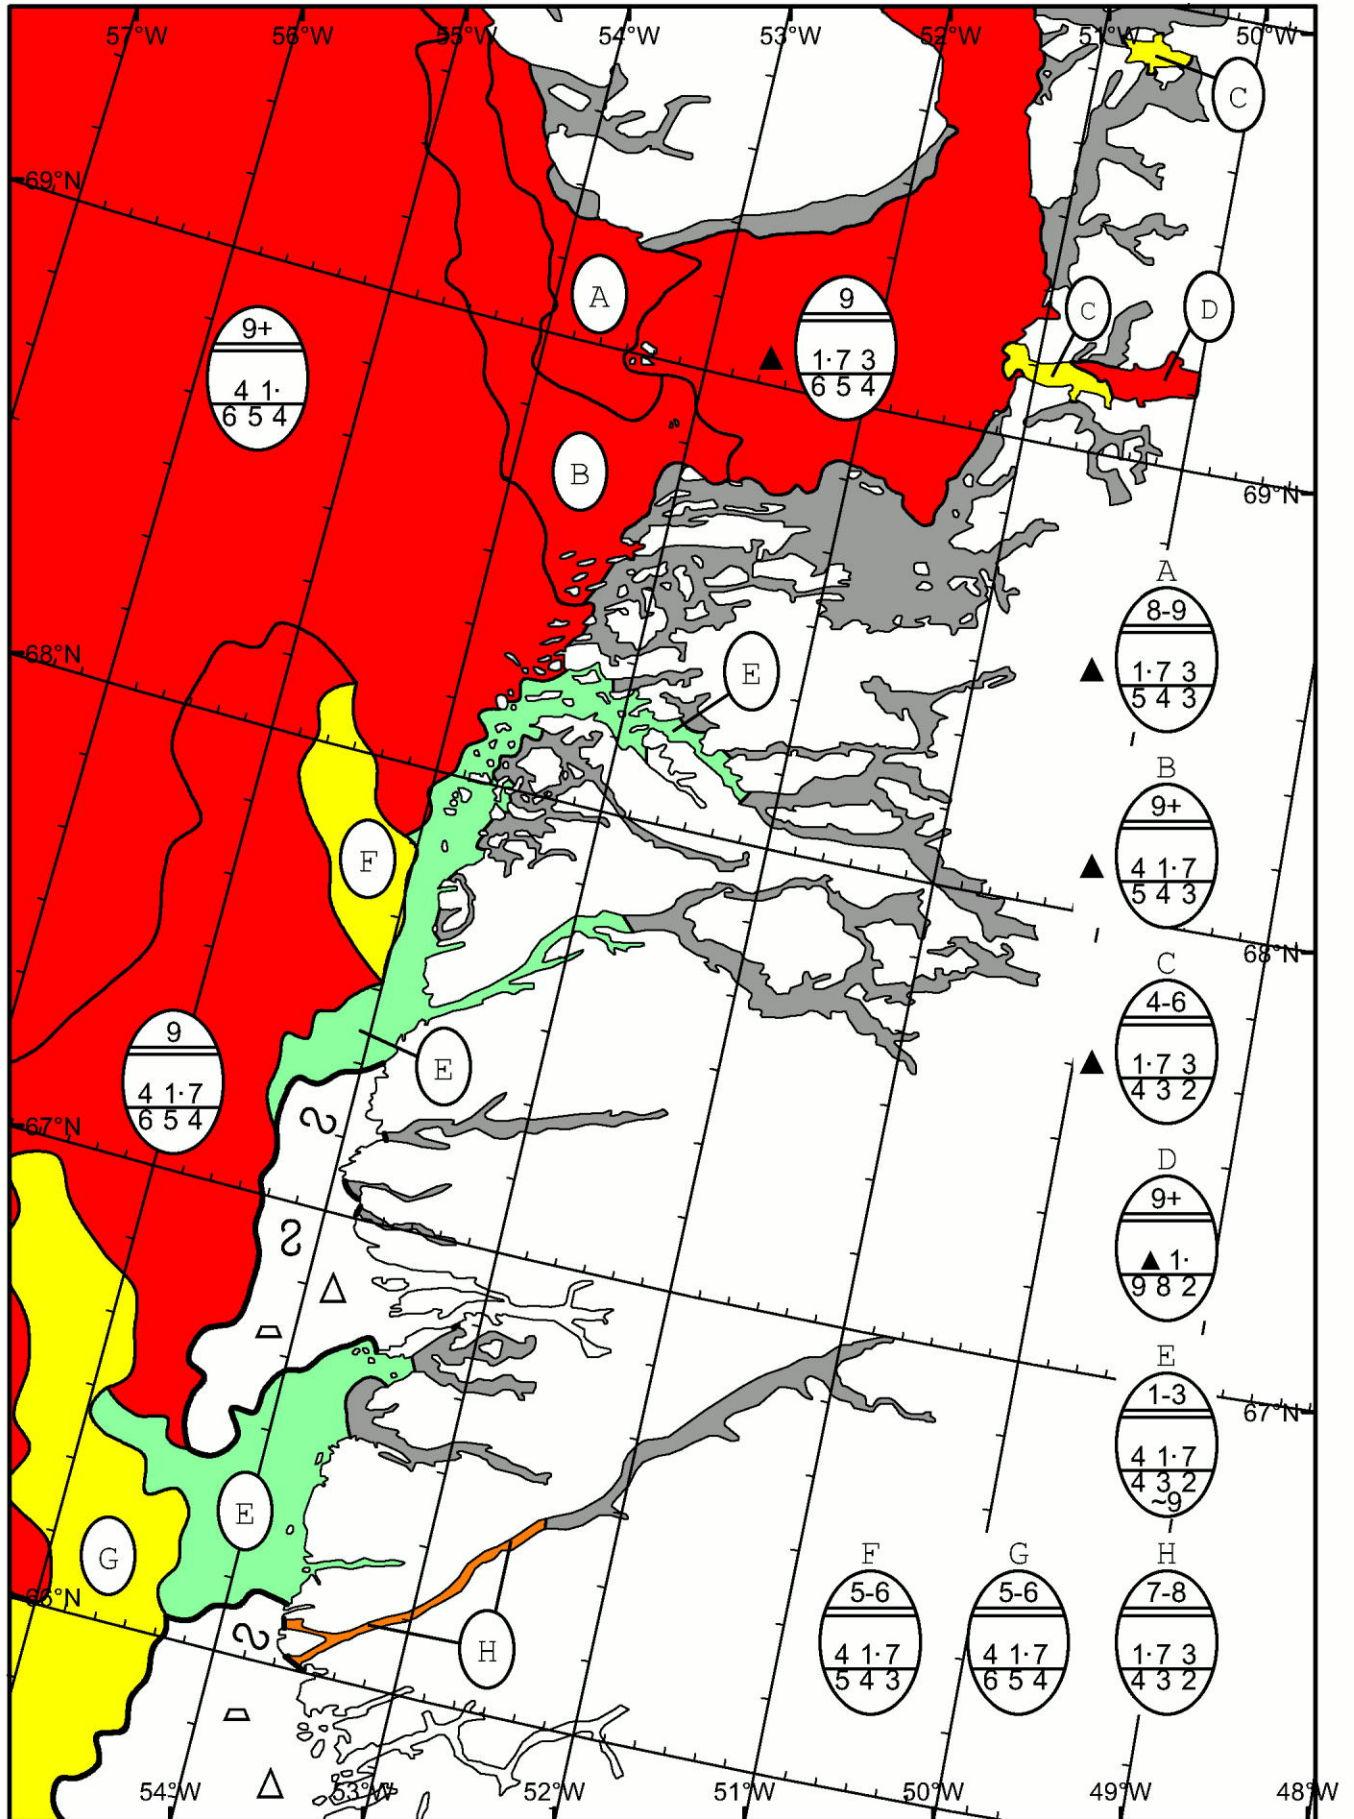 57°W 56°W 55°W 54°W 53°W 52°W 51°W 50°W
C
69°N
A
9
1·7 3
6 5 4
C
D
9+
4 1·
6 5 4
B
69°N
A
8-9
1·7 3
5 4 3
68°N
E
B
9+
4 1·7
5 4 3
F
68°N
C
4-6
1·7 3
4 3 2
9
4 1·7
6 5 4
E
67°N
D
9+
▲ 1·
9 8 2
E
1-3
4 1·7
4 3 2
~9
67°N
E
G
F
5-6
4 1·7
5 4 3
G
5-6
4 1·7
6 5 4
H
7-8
1·7 3
4 3 2
66°N
H
54°W 53°W 52°W 51°W 50°W 49°W 48°W